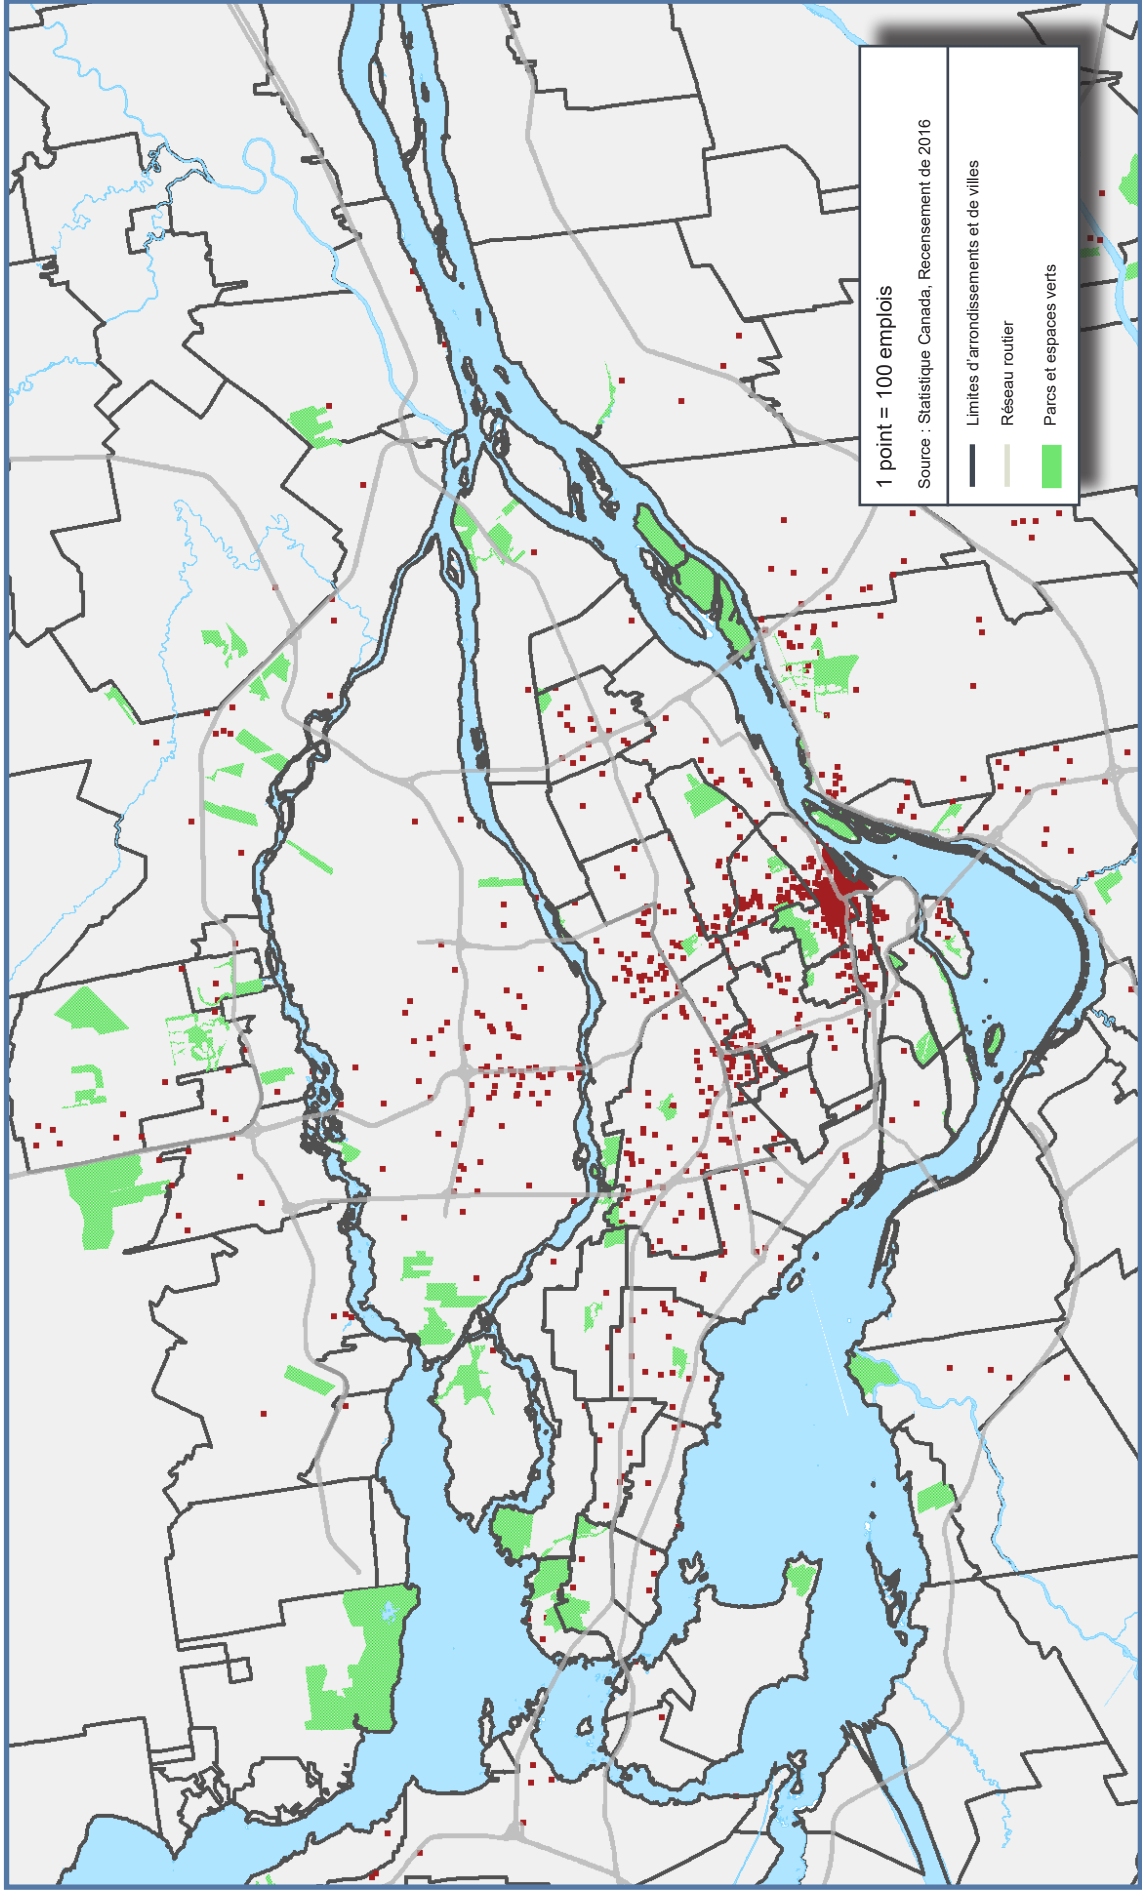 1 point = 100 emplois
Source : Statistique Canada, Recensement de 2016
Limites d'arrondissements et de villes
Réseau routier
Parcs et espaces verts